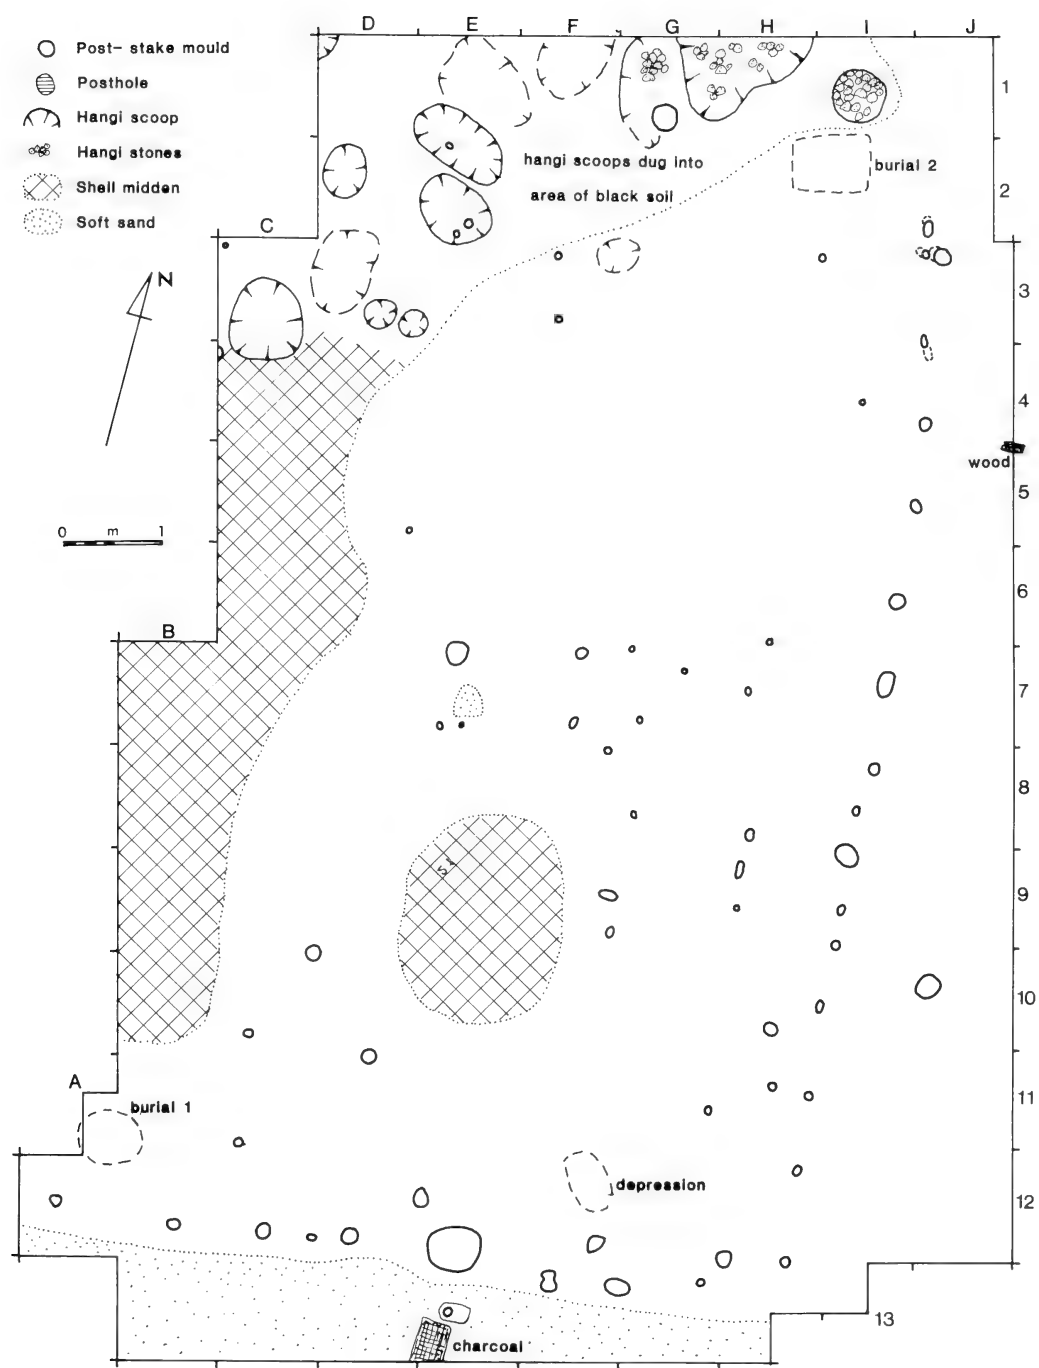 D E F G H I J
Post-stake mould
Posthole
Hangi scoop
Hangi stones
Shell midden
Soft sand
1
hangi scoops dug into
area of black soil
burial 2
2
C
3
N
4
wood
5
0 m 1
6
B
7
8
9
10
A
11
burial 1
depression
12
13
charcoal